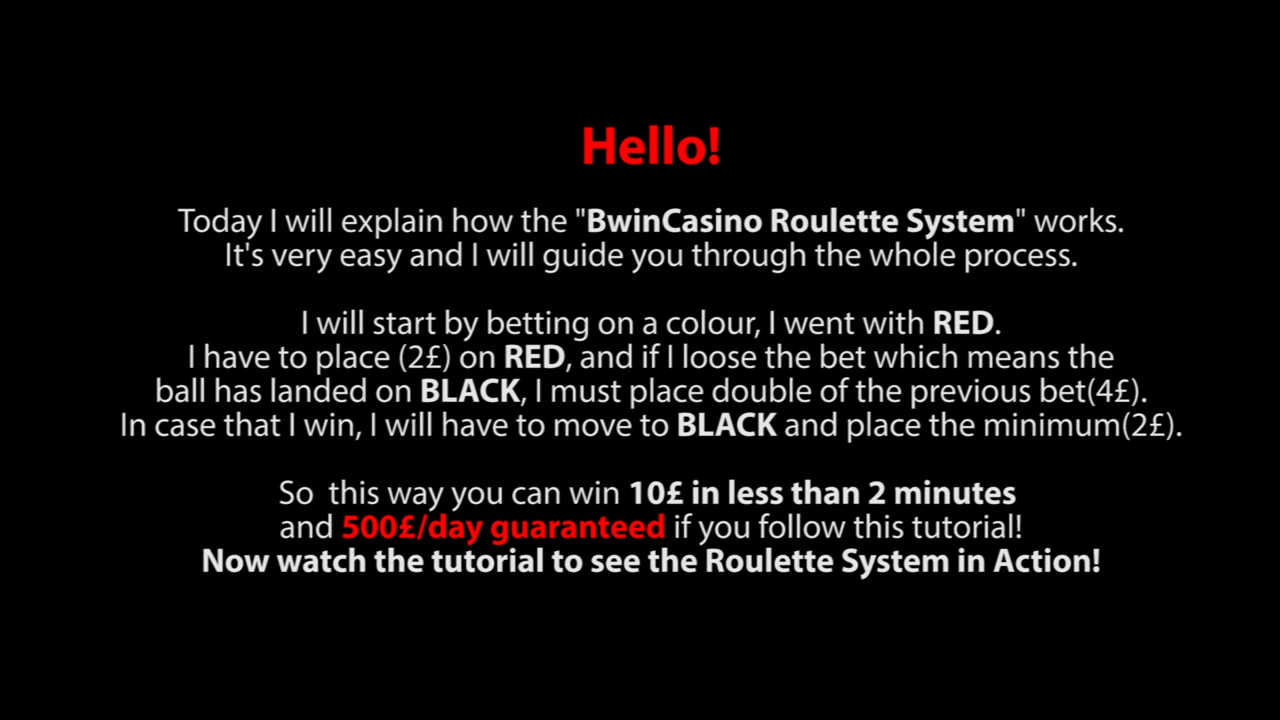 Hello!
Today I will explain how the "BwinCasino Roulette System" works.
It's very easy and I will guide you through the whole process.
I will start by betting on a colour, I went with RED.
I have to place (2£) on RED, and if I loose the bet which means the
ball has landed on BLACK, I must place double of the previous bet(4£).
In case that I win, I will have to move to BLACK and place the minimum(2£).
So  this way you can win 10£ in less than 2 minutes
and 500£/day guaranteed if you follow this tutorial!
Now watch the tutorial to see the Roulette System in Action!